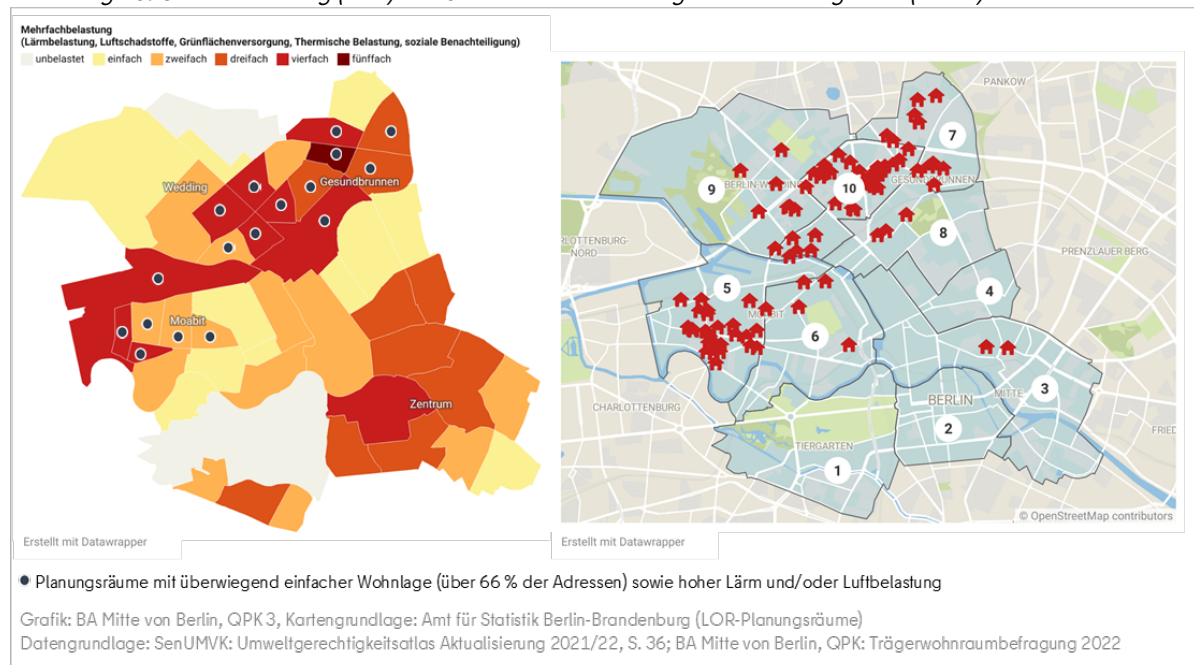 Mehrfachbelastung
(Lärmbelastung, Luftschadstoffe, Grünflächenversorgung, Thermische Belastung, soziale Benachteiligung)
unbelastet einfach zweifach dreifach vierfach fünffach
Wedding
Gesundbrunnen
Moabit
Zentrum
Erstellt mit Datawrapper
PANKOW
7
9
BERLIN-
10
8
NORD
PRENZLAUER BERG
5
4
6
CHARLOTTENBURG
BERLIN
MITTE
3
2
TIERGARTEN
1
© OpenStreetMap contributors
Erstellt mit Datawrapper
Planungsräume mit überwiegend einfacher Wohnlage (über 66 % der Adressen) sowie hoher Lärm und/oder Luftbelastung
Grafik: BA Mitte von Berlin, QPK 3, Kartengrundlage: Amt für Statistik Berlin-Brandenburg (LOR-Planungsräume)
Datengrundlage: SenUMVK: Umweltgerechtigkeitsatlas Aktualisierung 2021/22, S. 36; BA Mitte von Berlin, QPK: Trägerwohnraumbefragung 2022